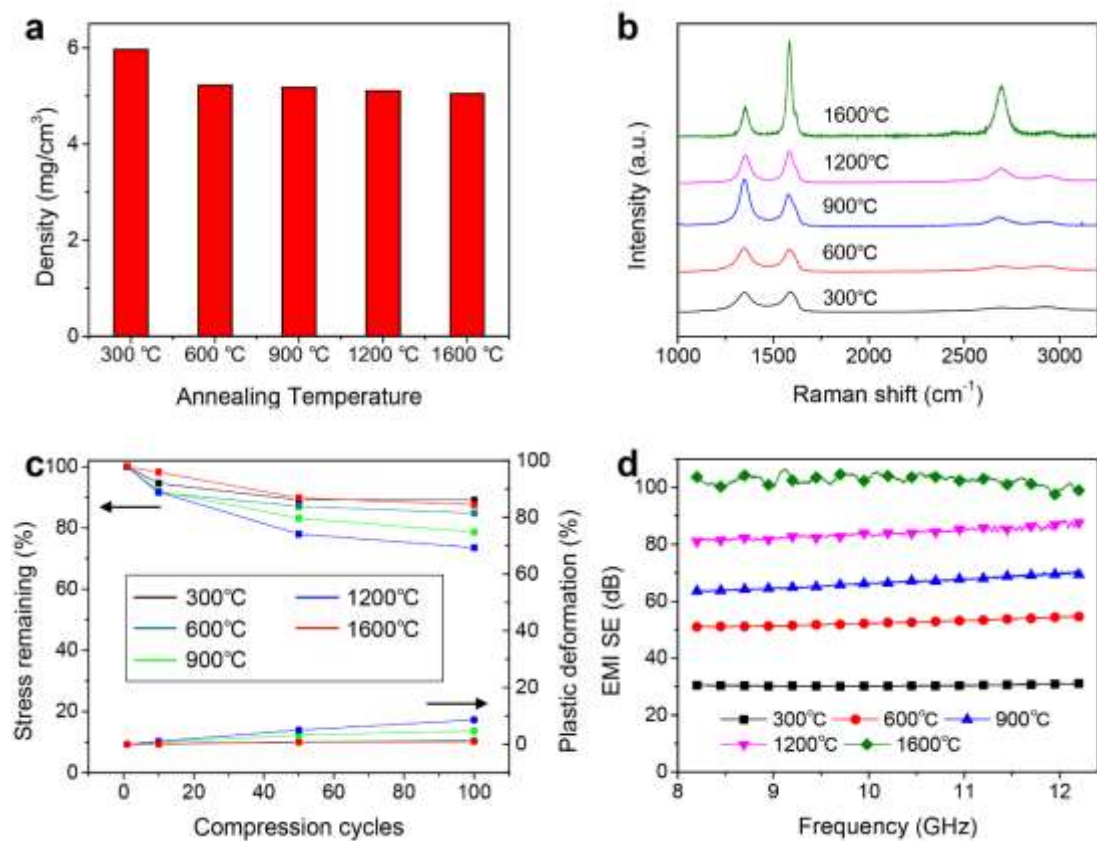 a
Density (mg/cm³)
6
4
2
0
300 ℃ 600 ℃ 900 ℃ 1200 ℃ 1600 ℃
Annealing Temperature
b
Intensity (a.u.)
1600℃
1200℃
900℃
600℃
300℃
1000 1500 2000 2500 3000
Raman shift (cm⁻¹)
c
Stress remaining (%)
100
80
60
40
20
0
300℃ 1200℃
600℃ 1600℃
900℃
100
80
60
40
20
0
Plastic deformation (%)
0 20 40 60 80 100
Compression cycles
d
EMI SE (dB)
100
80
60
40
20
0
300℃ 600℃ 900℃
1200℃ 1600℃
8 9 10 11 12
Frequency (GHz)